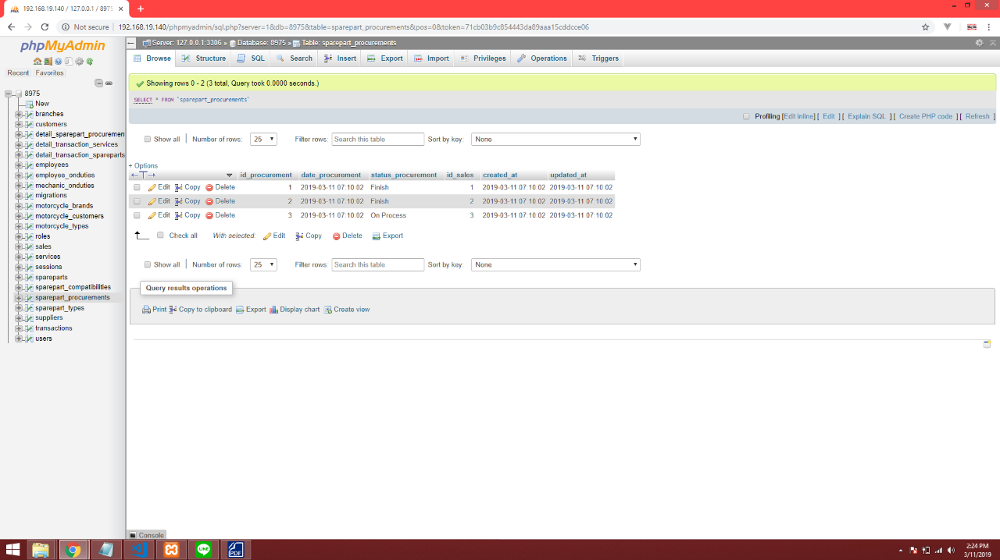 192.168.19.140 / 127.0.0.1 / 8975
Not secure 192.168.19.140/phpmyadmin/sql.php?server=1&db=8975&table=sparepart_procurements&pos=0&token=71cb03b9c854443da89aaa15cddcce06
phpMyAdmin
Recent Favorites
8975
New
branches
customers
detail_sparepart_procuremen
detail_transaction_services
detail_transaction_spareparts
employees
employee_onduties
mechanic_onduties
migrations
motorcycle_brands
motorcycle_customers
motorcycle_types
roles
sales
services
sessions
spareparts
sparepart_compatibilities
sparepart_procurements
sparepart_types
suppliers
transactions
users
Server: 127.0.0.1:3306 » Database: 8975 » Table: sparepart_procurements
Browse Structure SQL Search Insert Export Import Privileges Operations Triggers
Showing rows 0 - 2 (3 total, Query took 0.0000 seconds.)
SELECT * FROM `sparepart_procurements`
Profiling [Edit inline] [ Edit ] [ Explain SQL ] [ Create PHP code ] [ Refresh ]
Show all Number of rows: 25 Filter rows: Search this table Sort by key: None
+ Options
id_procurement date_procurement status_procurement id_sales created_at updated_at
Edit Copy Delete 1 2019-03-11 07:10:02 Finish 1 2019-03-11 07:10:02 2019-03-11 07:10:02
Edit Copy Delete 2 2019-03-11 07:10:02 Finish 2 2019-03-11 07:10:02 2019-03-11 07:10:02
Edit Copy Delete 3 2019-03-11 07:10:02 On Process 3 2019-03-11 07:10:02 2019-03-11 07:10:02
Check all With selected: Edit Copy Delete Export
Show all Number of rows: 25 Filter rows: Search this table Sort by key: None
Query results operations
Print Copy to clipboard Export Display chart Create view
Console
LINE
PDF
2:24 PM
3/11/2019